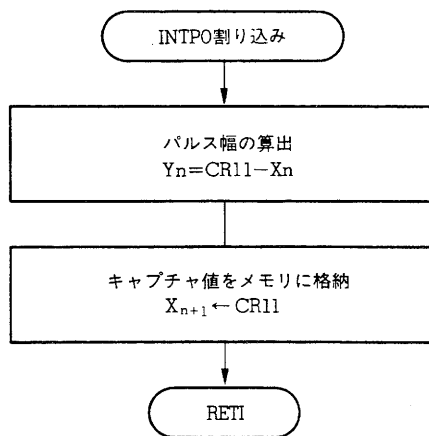 INTP0割り込み
パルス幅の算出
Yn=CR11−Xn
キャプチャ値をメモリに格納
Xn+1←CR11
RETI